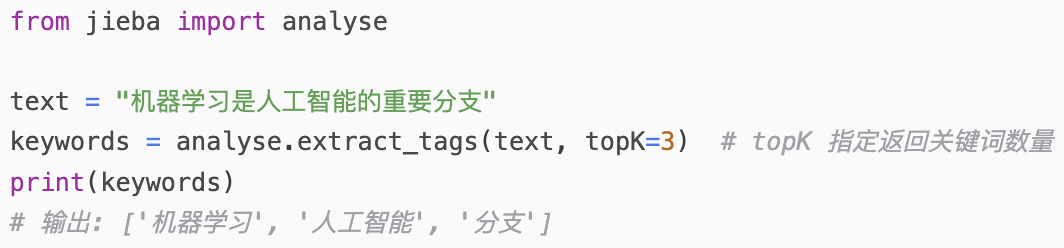 from jieba import analyse
text = "机器学习是人工智能的重要分支"
keywords = analyse.extract_tags(text, topK=3)  # topK 指定返回关键词数量
print(keywords)
# 输出: ['机器学习', '人工智能', '分支']